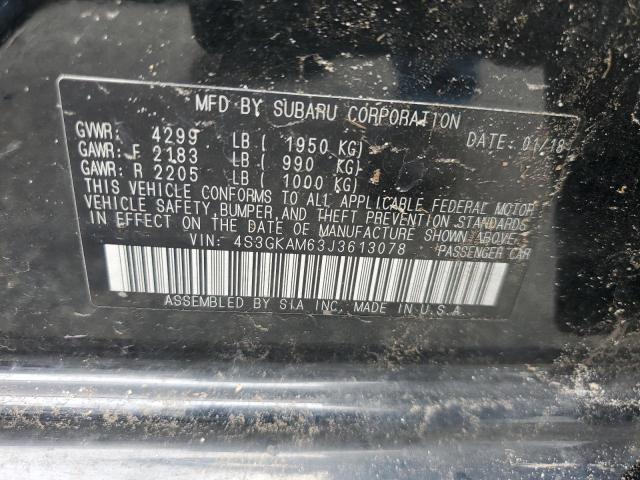 MFD BY SUBARU CORPORATION
GVWR: 4299 LB ( 1950 KG) DATE: 01/18
GAWR: F 2183 LB ( 990 KG)
GAWR: R 2205 LB ( 1000 KG)
THIS VEHICLE CONFORMS TO ALL APPLICABLE FEDERAL MOTOR
VEHICLE SAFETY, BUMPER, AND THEFT PREVENTION STANDARDS
IN EFFECT ON THE DATE OF MANUFACTURE SHOWN ABOVE.
VIN: 4S3GKAM63J3613078 PASSENGER CAR
ASSEMBLED BY SIA INC, MADE IN U.S.A.